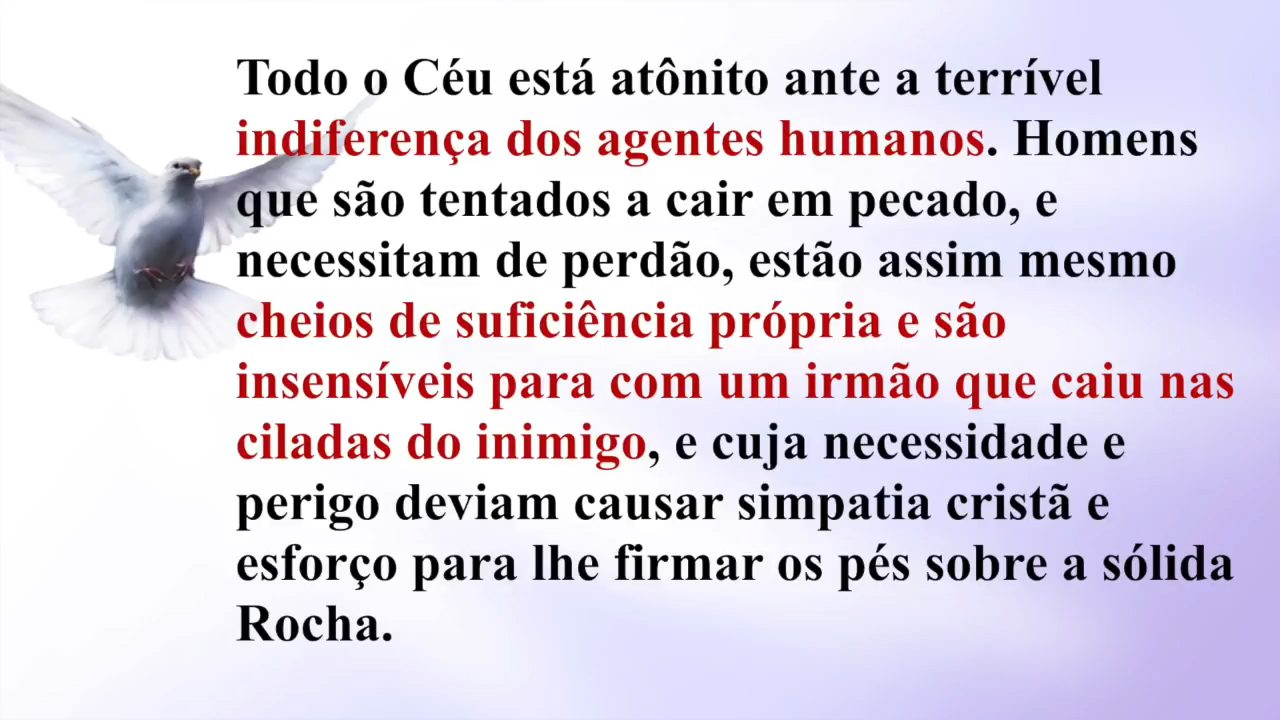 Todo o Céu está atônito ante a terrível
indiferença dos agentes humanos. Homens
que são tentados a cair em pecado, e
necessitam de perdão, estão assim mesmo
cheios de suficiência própria e são
insensíveis para com um irmão que caiu nas
ciladas do inimigo, e cuja necessidade e
perigo deviam causar simpatia cristã e
esforço para lhe firmar os pés sobre a sólida
Rocha.